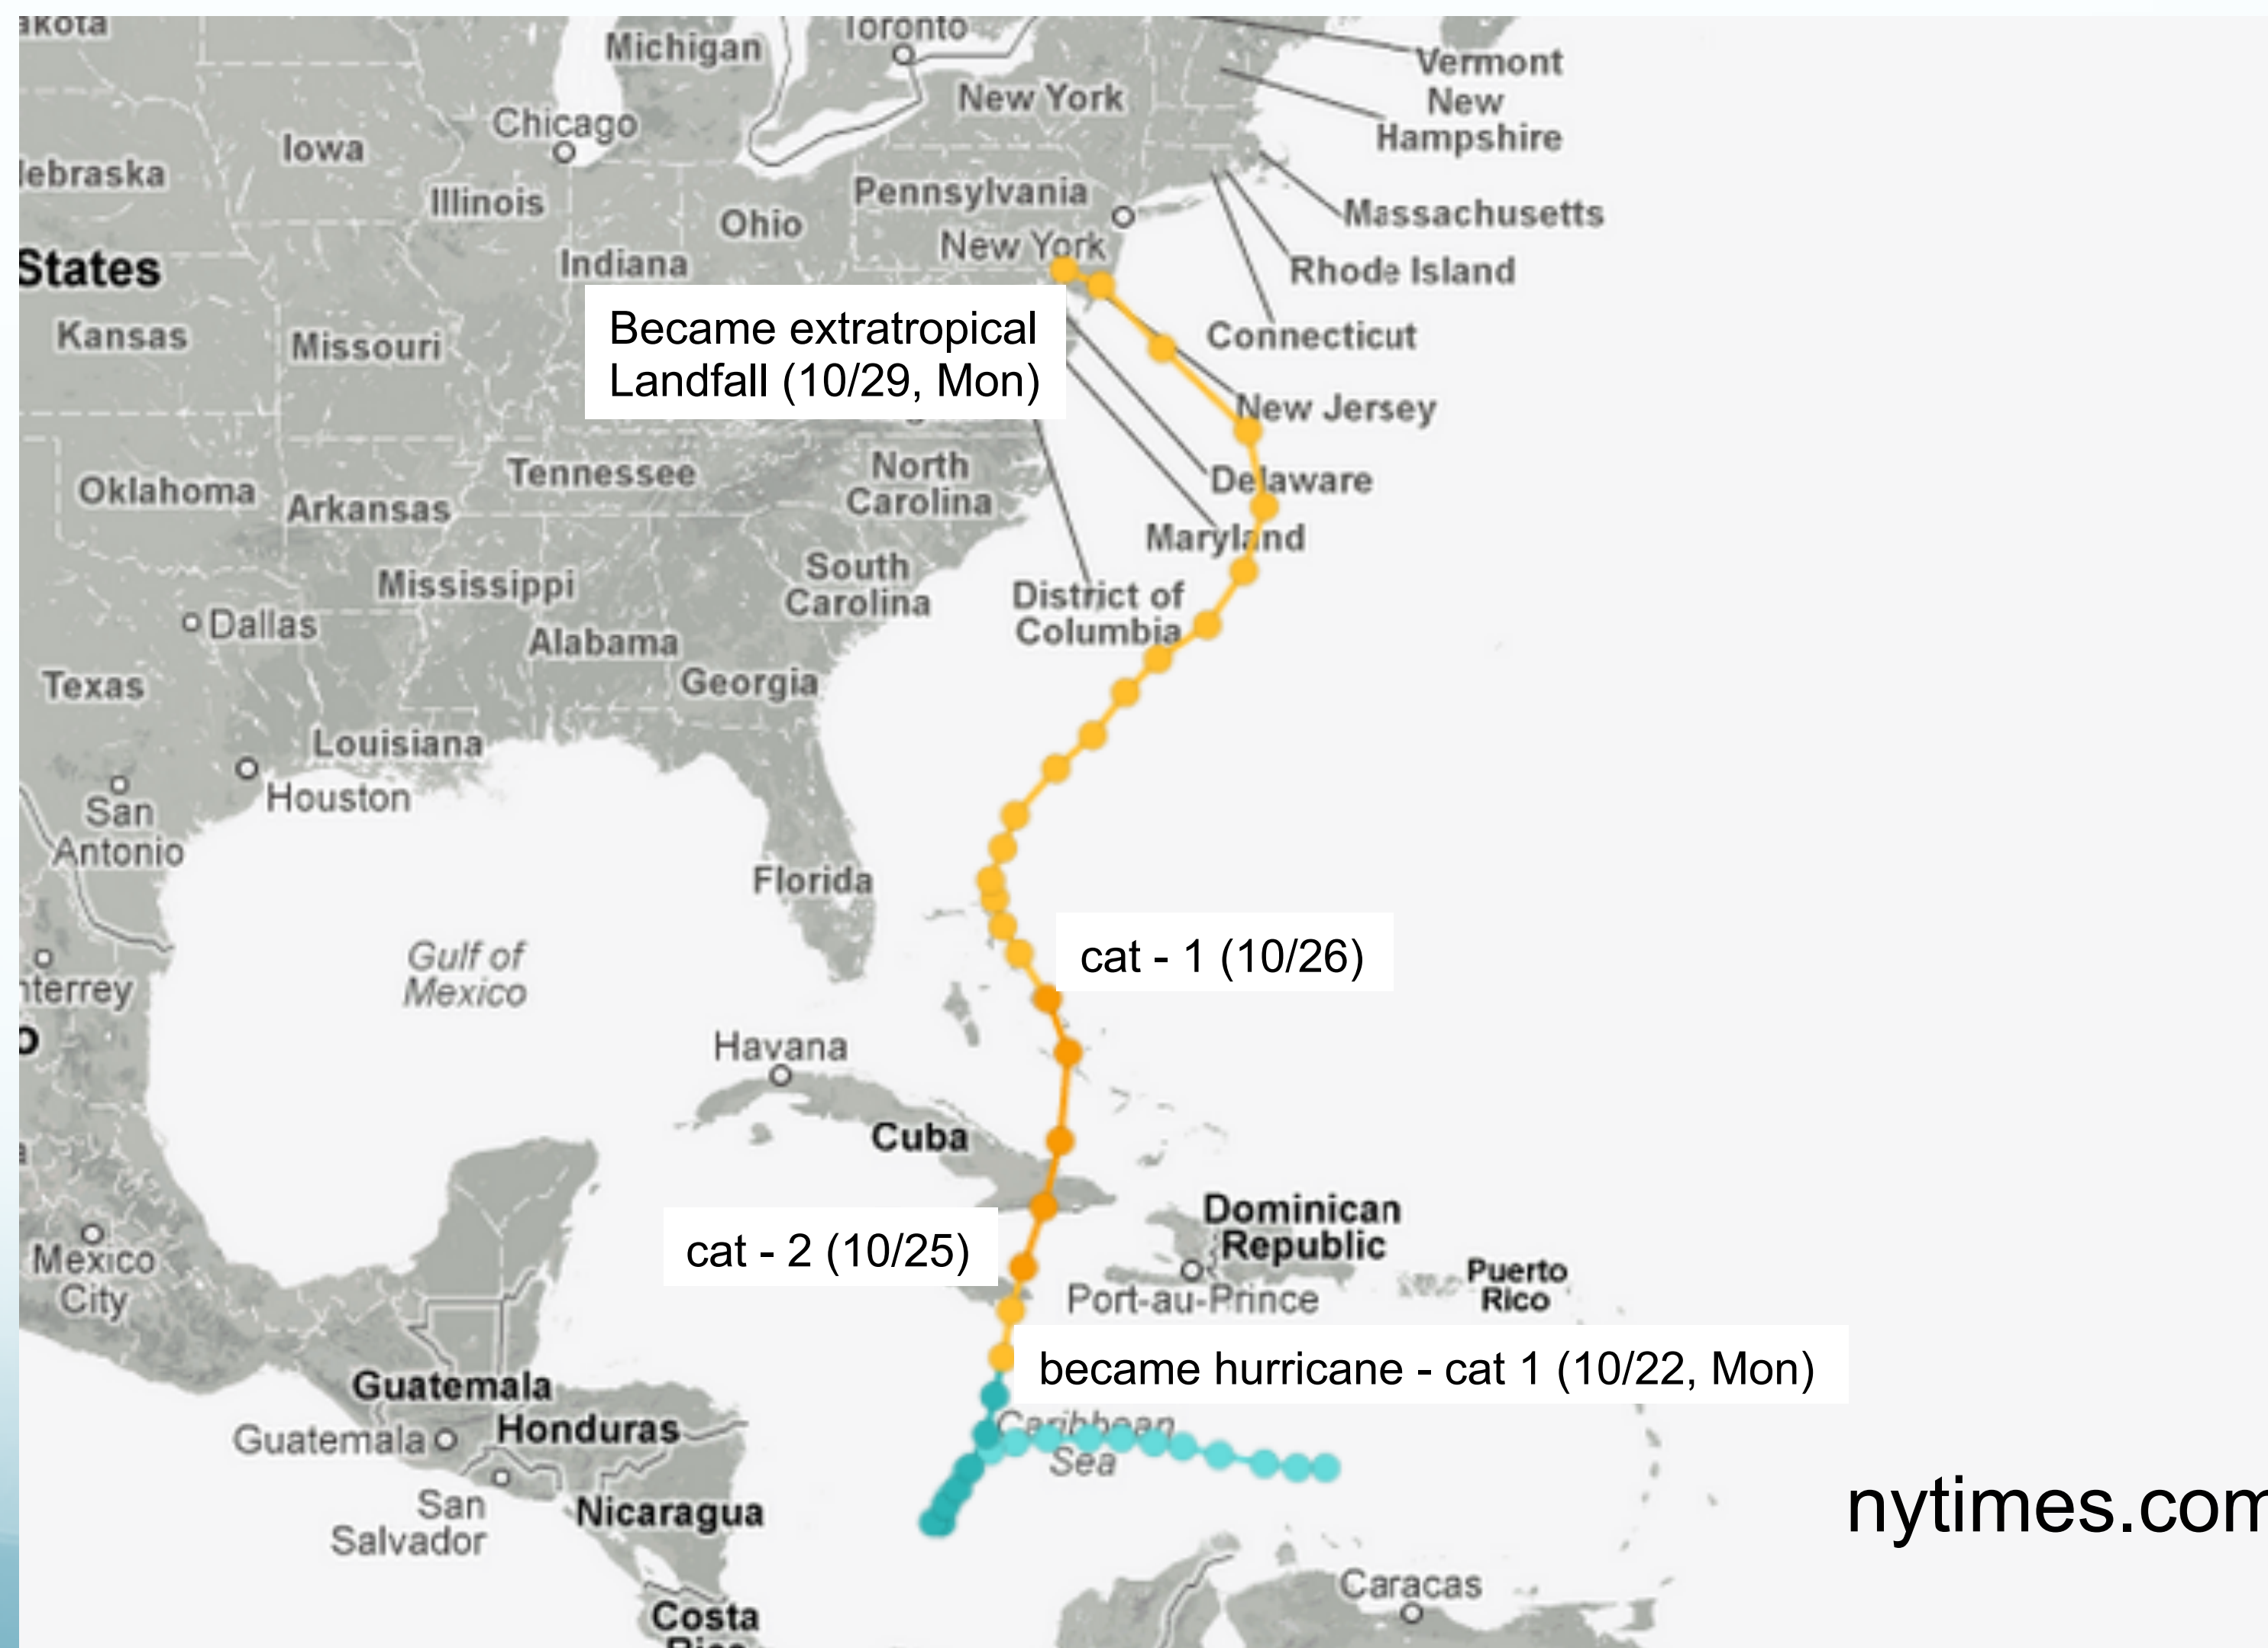 akota
Michigan
Toronto
Vermont
New
Hampshire
New York
Chicago
Iowa
ebraska
Illinois
Pennsylvania
Massachusetts
Ohio
New York
Indiana
States
Rhode Island
Kansas
Missouri
Became extratropical
Landfall (10/29, Mon)
Connecticut
New Jersey
Tennessee
North
Carolina
Oklahoma
Arkansas
Delaware
Maryland
South
Carolina
Mississippi
District of
Columbia
Dallas
Alabama
Texas
Georgia
Louisiana
Houston
San
Antonio
Florida
Gulf of
Mexico
cat - 1 (10/26)
nterrey
o
Havana
Cuba
Dominican
Republic
cat - 2 (10/25)
Mexico
City
Puerto
Rico
Port-au-Prince
became hurricane - cat 1 (10/22, Mon)
Guatemala
Honduras
Guatemala
Caribbean
Sea
San
Salvador
Nicaragua
nytimes.com
Caracas
Costa
Rica